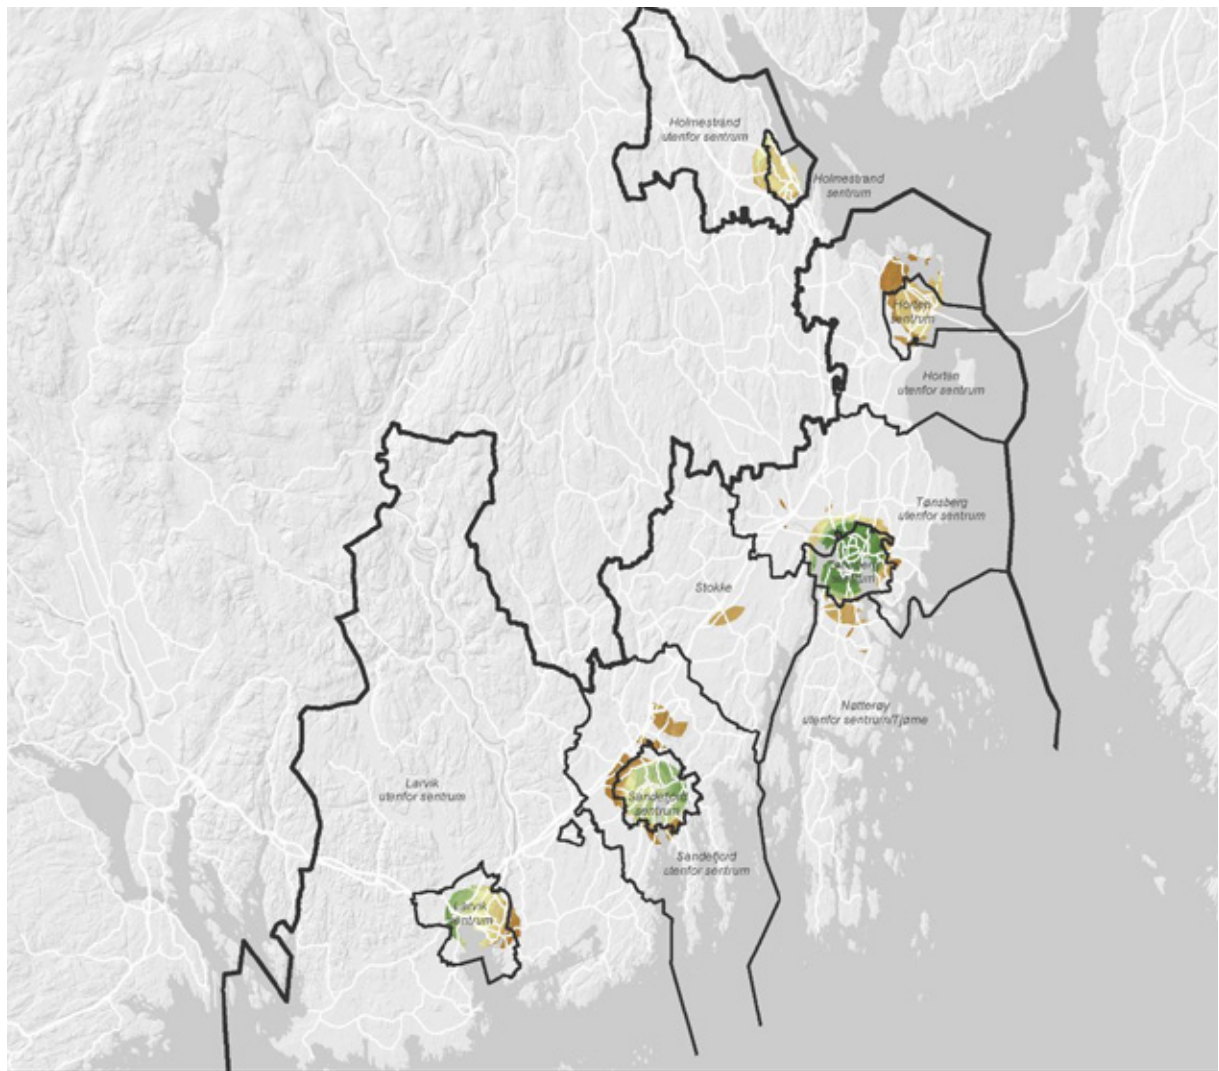 Holmestrand
utenfor sentrum
Holmestrand
sentrum
Horten
sentrum
Horten
utenfor sentrum
Tønsberg
utenfor sentrum
sentrum
Stokke
Nøtterøy
utenfor sentrum/Tjøme
Larvik
utenfor sentrum
Sandefjord
sentrum
Sandefjord
utenfor sentrum
Larvik
sentrum